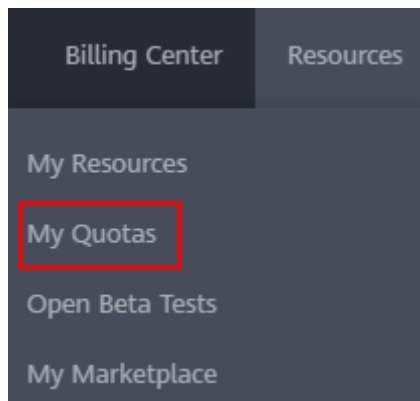 Billing Center Resources
My Resources
My Quotas
Open Beta Tests
My Marketplace